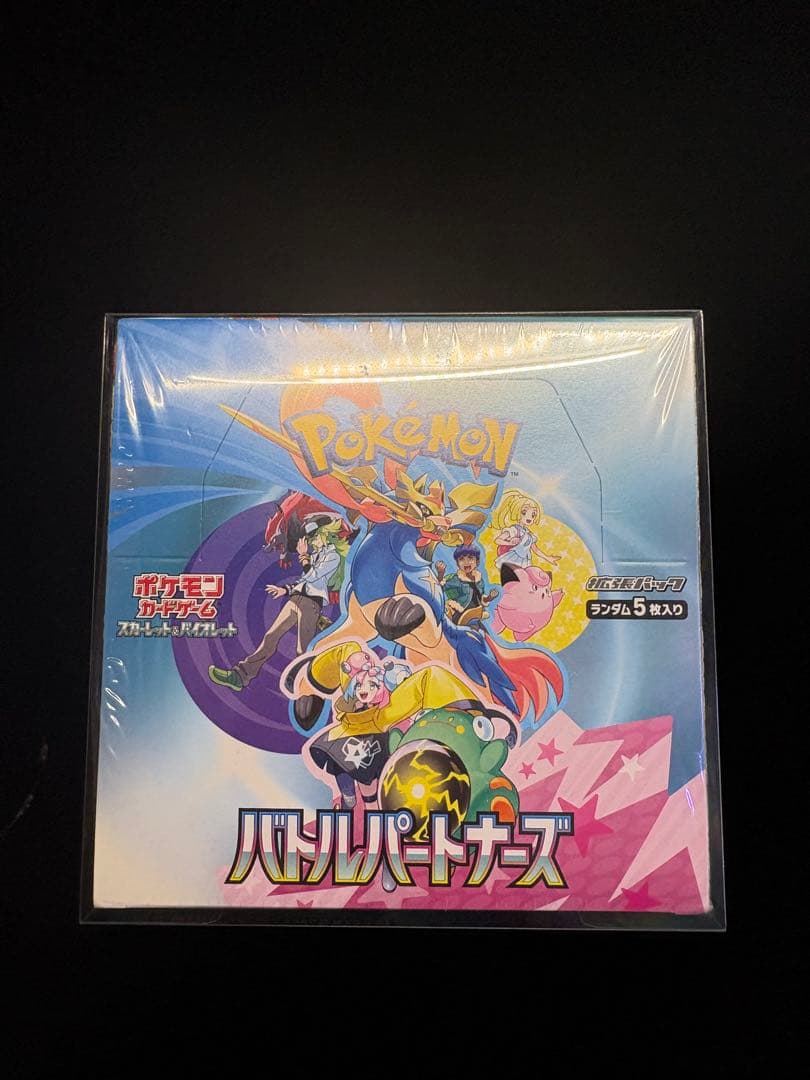 POKéMON
TM
ポケモン
カードゲーム
スカーレット&バイオレット
拡張パック
ランダム5枚入り
バトルパートナーズ